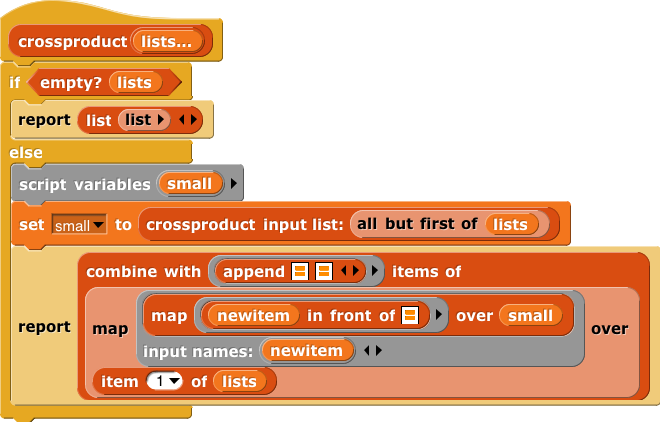 crossproduct lists...
if empty? lists
report list list
else
script variables small
set small to crossproduct input list: all but first of lists
combine with append items of
report map map newitem in front of over small over
input names: newitem
item 1 of lists